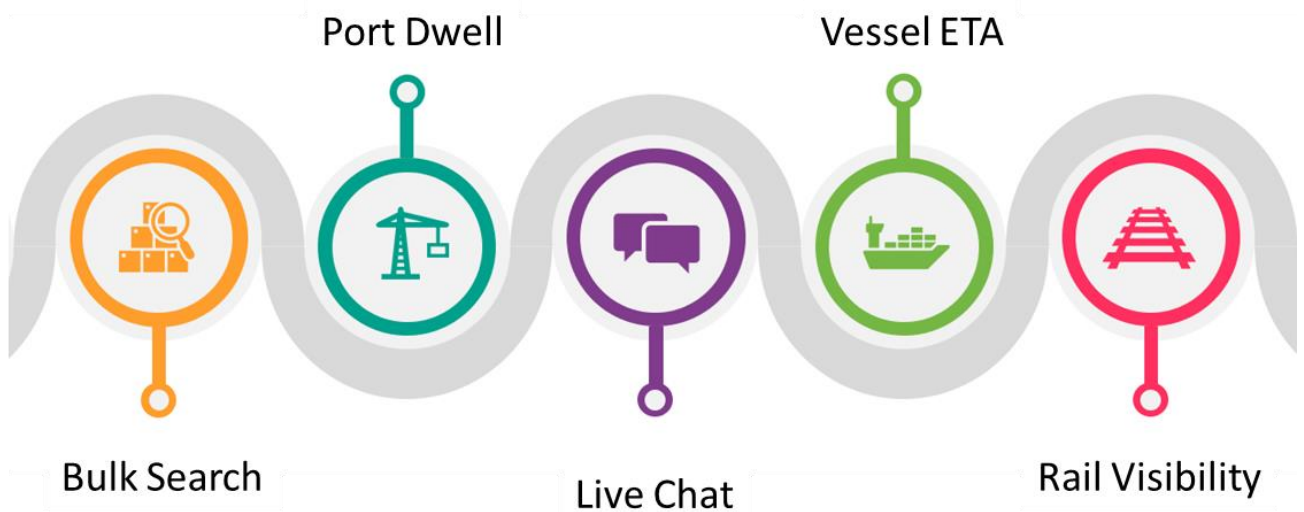 Port Dwell
Vessel ETA
Bulk Search
Live Chat
Rail Visibility